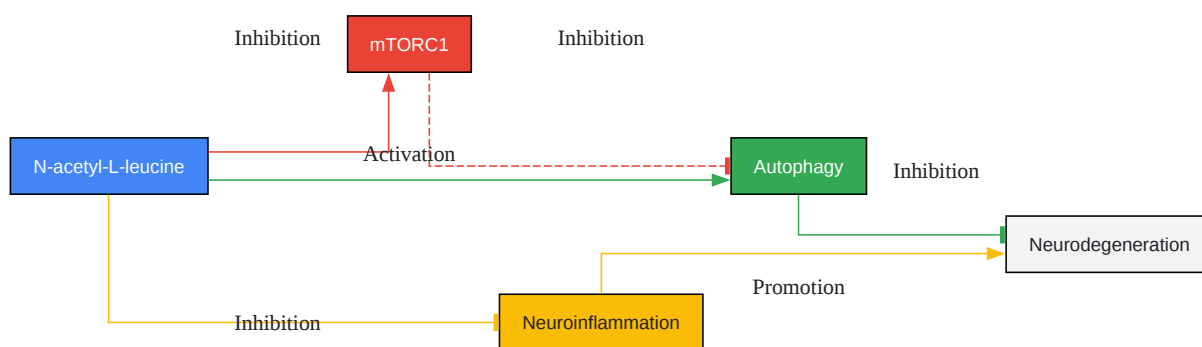 Inhibition
mTORC1
Inhibition
N-acetyl-L-leucine
Activation
Autophagy
Inhibition
Neurodegeneration
Promotion
Inhibition
Neuroinflammation